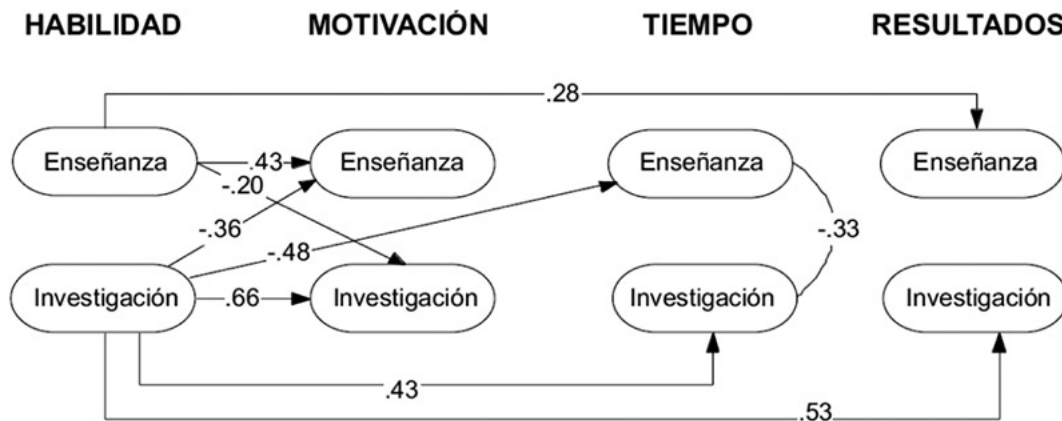 HABILIDAD MOTIVACIÓN TIEMPO RESULTADOS
.28
Enseñanza .43 Enseñanza Enseñanza Enseñanza
-.20
-.36 -.48 -.33
Investigación .66 Investigación Investigación Investigación
.43
.53